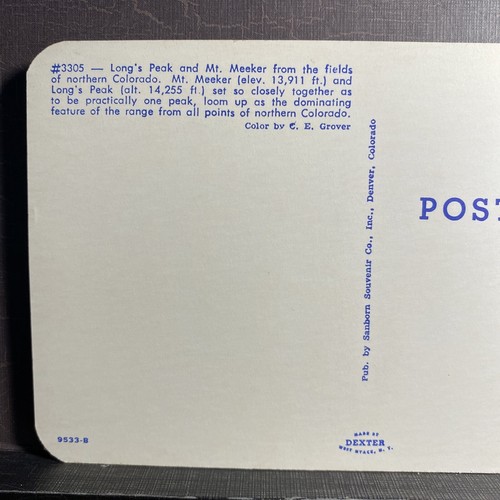 #3305 — Long's Peak and Mt. Meeker from the fields
of northern Colorado. Mt. Meeker (elev. 13,911 ft.) and
Long's Peak (alt. 14,255 ft.) set so closely together as
to be practically one peak, loom up as the dominating
feature of the range from all points of northern Colorado.
Color by C. E. Grover
Pub. by Sanborn Souvenir Co., Inc., Denver, Colorado
POST
9533-B
MADE BY
DEXTER
WEST NYACK, N. Y.